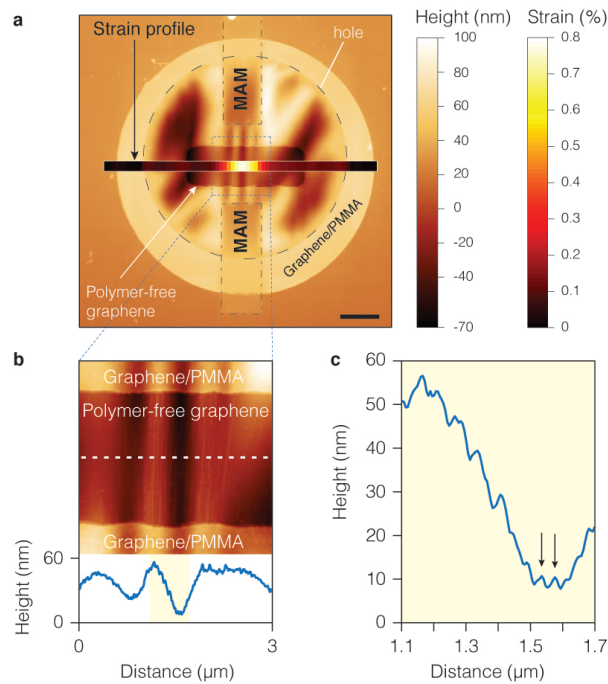 a
Strain profile
hole
MAM
MAM
Graphene/PMMA
Polymer-free
graphene
Height (nm)
100
80
60
40
20
0
-20
-40
-70
Strain (%)
0.8
0.7
0.6
0.5
0.4
0.3
0.2
0.1
0
b
Graphene/PMMA
Polymer-free graphene
Graphene/PMMA
Height (nm)
60
0
0
3
Distance (μm)
c
Height (nm)
60
50
40
30
20
10
0
1.1
1.3
1.5
1.7
Distance (μm)